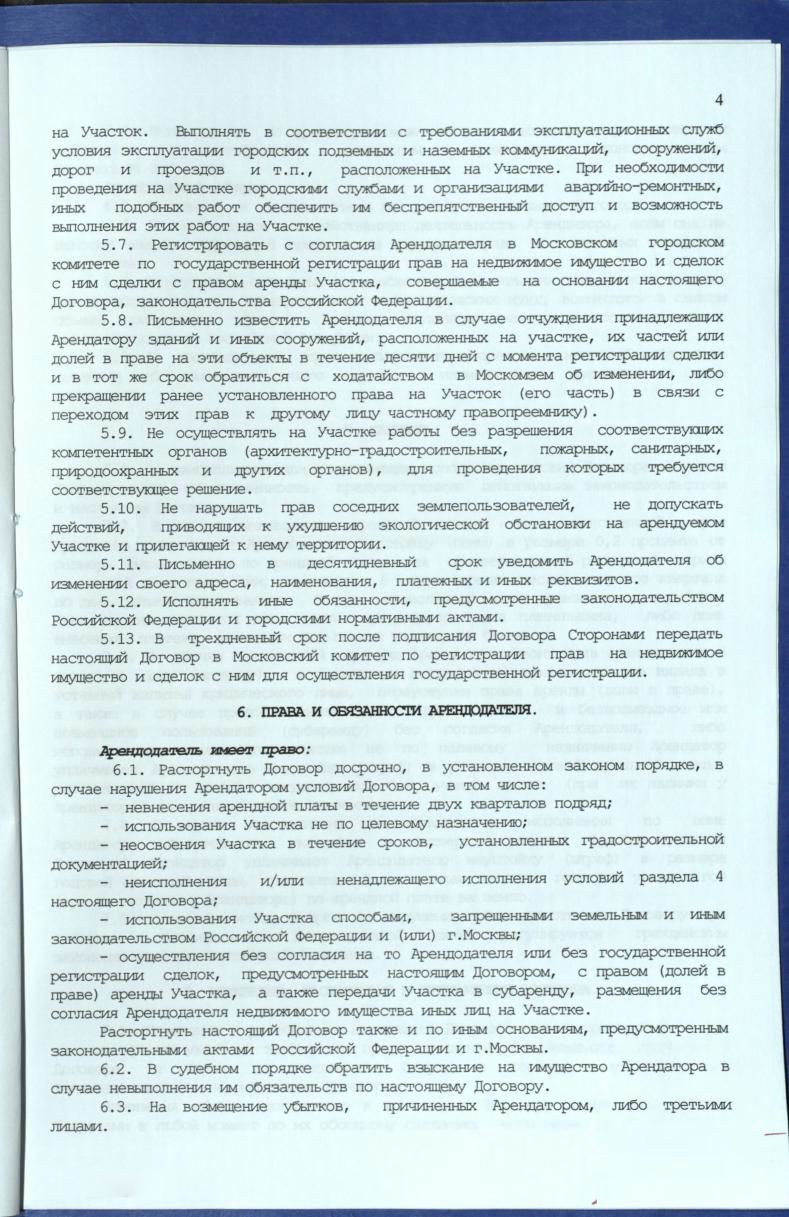 4
на Участок. Выполнять в соответствии с требованиями эксплуатационных служб
условия эксплуатации городских подземных и наземных коммуникаций, сооружений,
дорог и проездов и т.п., расположенных на Участке. При необходимости
проведения на Участке городскими службами и организациями аварийно-ремонтных,
иных подобных работ обеспечить им беспрепятственный доступ и возможность
выполнения этих работ на Участке.
5.7. Регистрировать с согласия Арендодателя в Московском городском
комитете по государственной регистрации прав на недвижимое имущество и сделок
с ним сделки с правом аренды Участка, совершаемые на основании настоящего
Договора, законодательства Российской Федерации.
5.8. Письменно известить Арендодателя в случае отчуждения принадлежащих
Арендатору зданий и иных сооружений, расположенных на участке, их частей или
долей в праве на эти объекты в течение десяти дней с момента регистрации сделки
и в тот же срок обратиться с ходатайством в Москомзем об изменении, либо
прекращении ранее установленного права на Участок (его часть) в связи с
переходом этих прав к другому лицу частному правопреемнику).
5.9. Не осуществлять на Участке работы без разрешения соответствующих
компетентных органов (архитектурно-градостроительных, пожарных, санитарных,
природоохранных и других органов), для проведения которых требуется
соответствующее решение.
5.10. Не нарушать прав соседних землепользователей, не допускать
действий, приводящих к ухудшению экологической обстановки на арендуемом
Участке и прилегающей к нему территории.
5.11. Письменно в десятидневный срок уведомить Арендодателя об
изменении своего адреса, наименования, платежных и иных реквизитов.
5.12. Исполнять иные обязанности, предусмотренные законодательством
Российской Федерации и городскими нормативными актами.
5.13. В трехдневный срок после подписания Договора Сторонами передать
настоящий Договор в Московский комитет по регистрации прав на недвижимое
имущество и сделок с ним для осуществления государственной регистрации.
6. ПРАВА И ОБЯЗАННОСТИ АРЕНДОДАТЕЛЯ.
Арендодатель имеет право:
6.1. Расторгнуть Договор досрочно, в установленном законом порядке, в
случае нарушения Арендатором условий Договора, в том числе:
- невнесения арендной платы в течение двух кварталов подряд;
- использования Участка не по целевому назначению;
- неосвоения Участка в течение сроков, установленных градостроительной
документацией;
- неисполнения и/или ненадлежащего исполнения условий раздела 4
настоящего Договора;
- использования Участка способами, запрещенными земельным и иным
законодательством Российской Федерации и (или) г.Москвы;
- осуществления без согласия на то Арендодателя или без государственной
регистрации сделок, предусмотренных настоящим Договором, с правом (долей в
праве) аренды Участка, а также передачи Участка в субаренду, размещения без
согласия Арендодателя недвижимого имущества иных лиц на Участке.
Расторгнуть настоящий Договор также и по иным основаниям, предусмотренным
законодательными актами Российской Федерации и г.Москвы.
6.2. В судебном порядке обратить взыскание на имущество Арендатора в
случае невыполнения им обязательств по настоящему Договору.
6.3. На возмещение убытков, причиненных Арендатором, либо третьими
лицами.